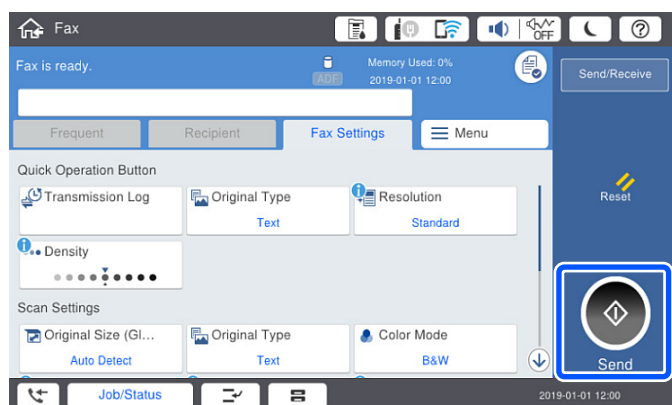 Fax
OFF
Fax is ready.
ADF
Memory Used: 0%
2019-01-01 12:00
Send/Receive
Frequent
Recipient
Fax Settings
Menu
Quick Operation Button
Transmission Log
Original Type
Text
Resolution
Standard
Reset
Density
Scan Settings
Original Size (Gl...
Auto Detect
Original Type
Text
Color Mode
B&W
Send
Job/Status
2019-01-01 12:00